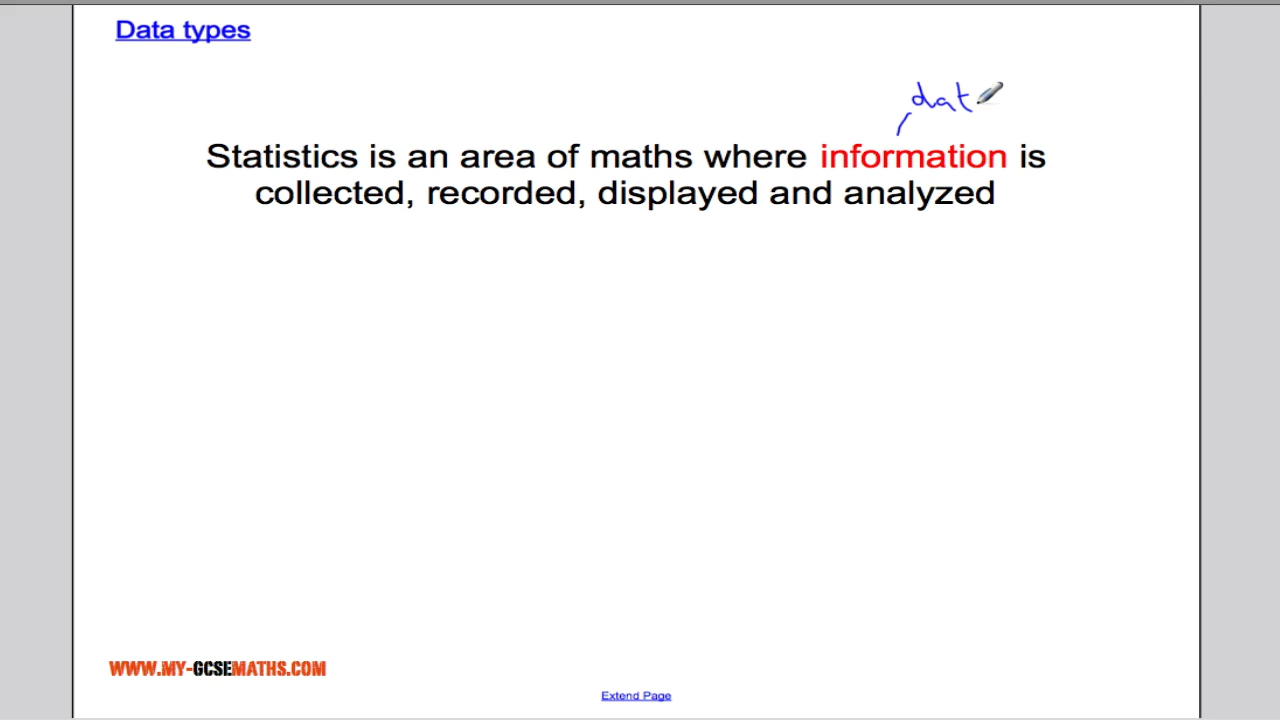 Data types
dat
Statistics is an area of maths where information is
collected, recorded, displayed and analyzed
WWW.MY-GCSEMATHS.COM
Extend Page